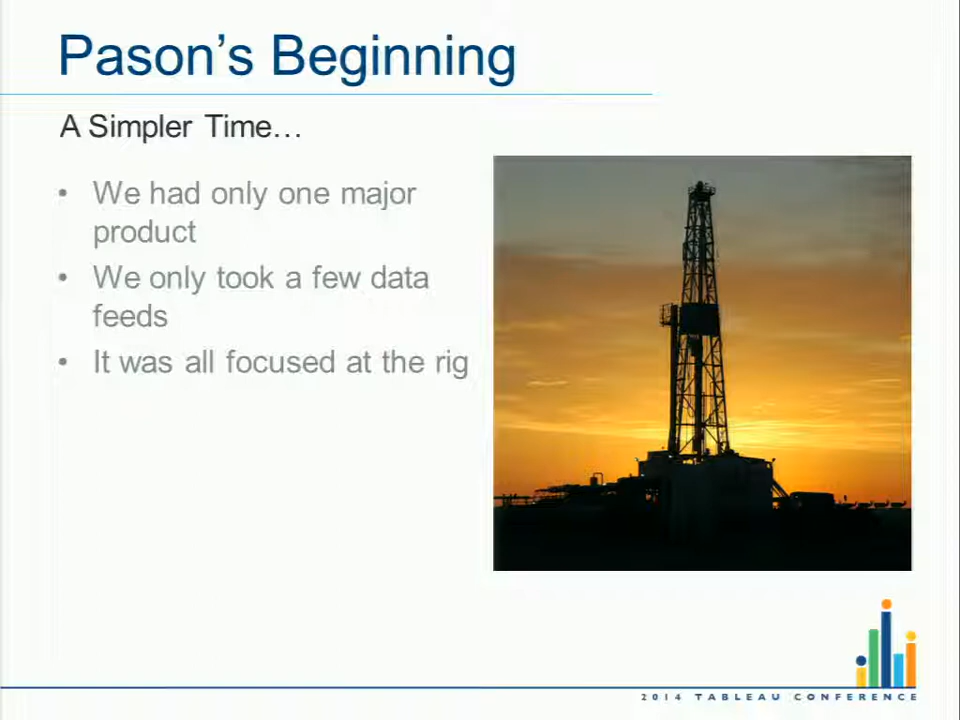 Pason’s Beginning
A Simpler Time…
• We had only one major
product
• We only took a few data
feeds
• It was all focused at the rig
2014 TABLEAU CONFERENCE